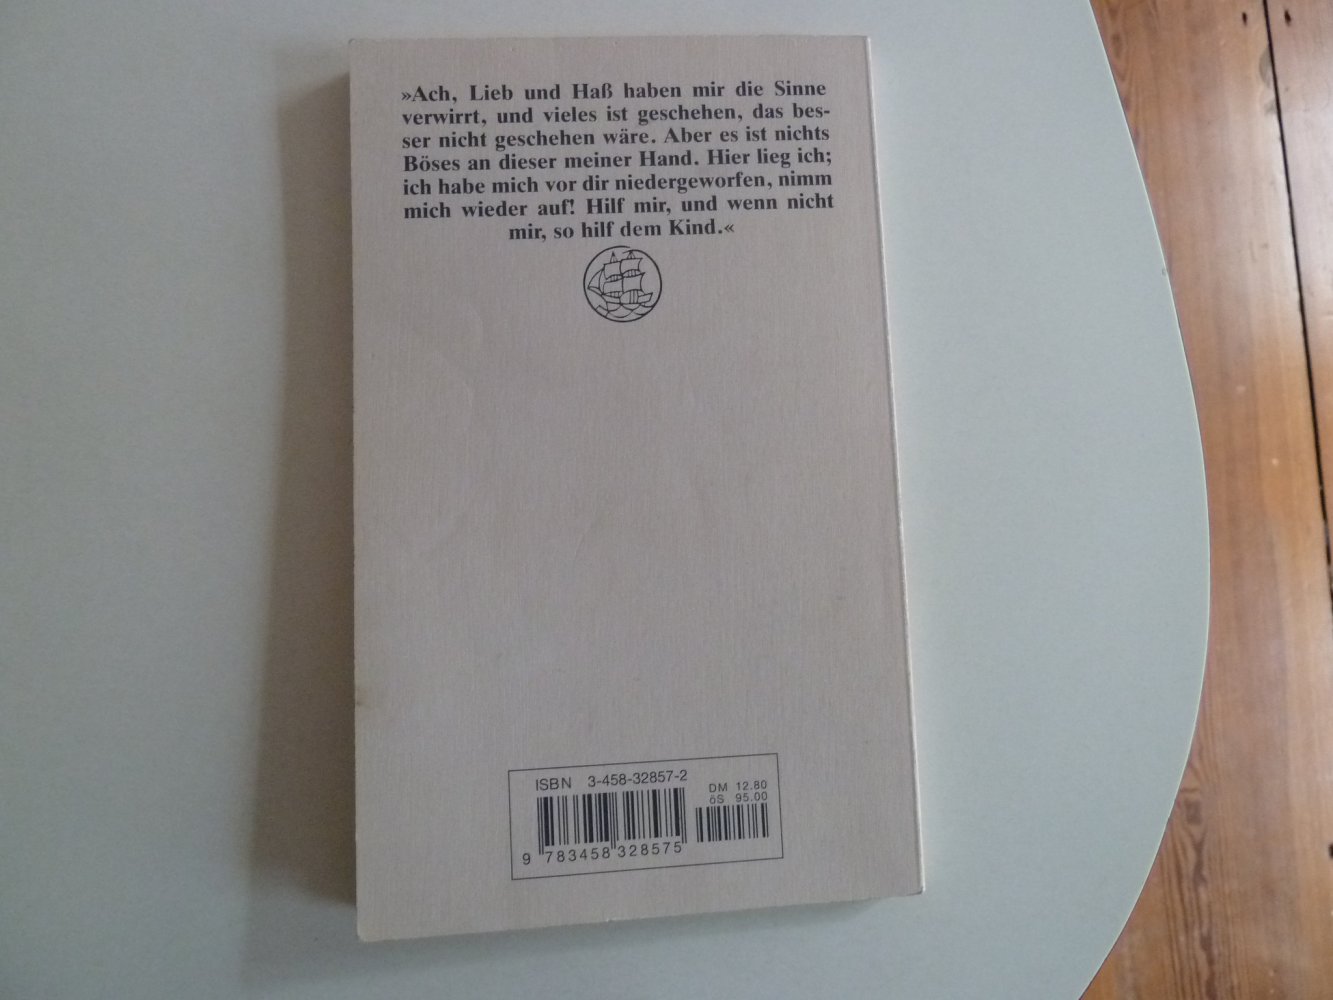 »Ach, Lieb und Haß haben mir die Sinne
verwirrt, und vieles ist geschehen, das bes-
ser nicht geschehen wäre. Aber es ist nichts
Böses an dieser meiner Hand. Hier lieg ich;
ich habe mich vor dir niedergeworfen, nimm
mich wieder auf! Hilf mir, und wenn nicht
mir, so hilf dem Kind.«
ISBN 3-458-32857-2
DM 12.80
öS 95.00
9 783458 328575